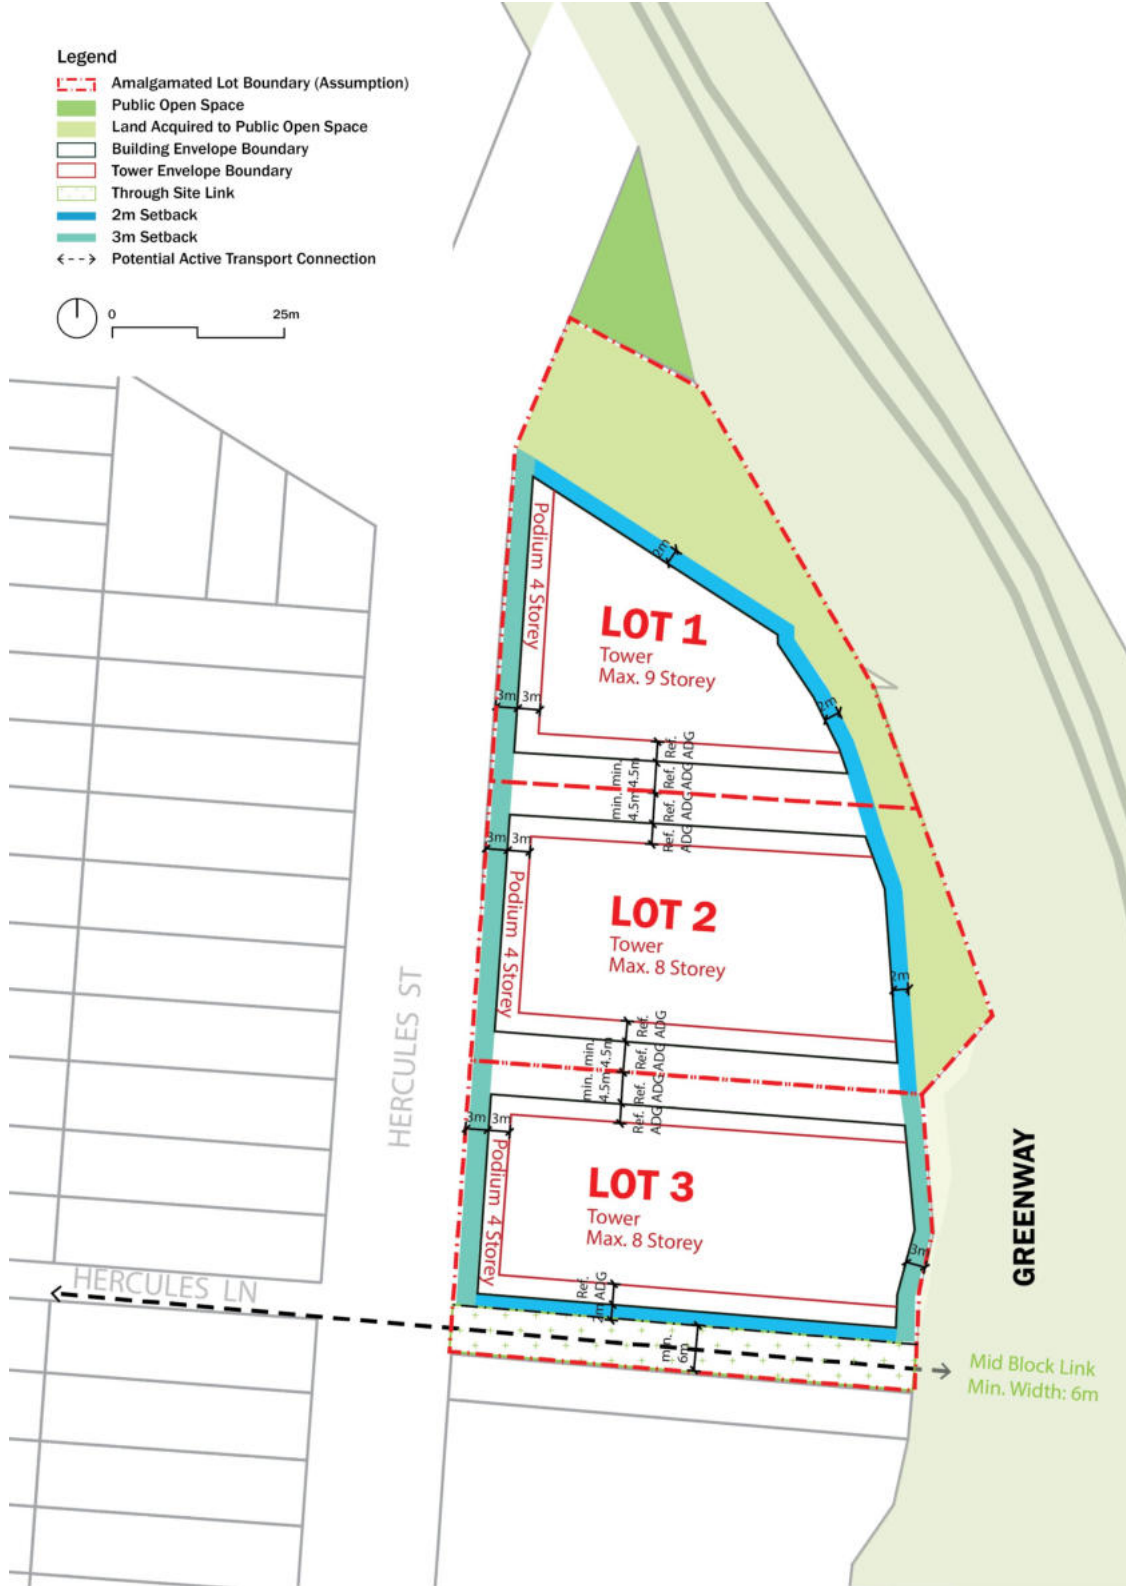 Legend
Amalgamated Lot Boundary (Assumption)
Public Open Space
Land Acquired to Public Open Space
Building Envelope Boundary
Tower Envelope Boundary
Through Site Link
2m Setback
3m Setback
Potential Active Transport Connection
0 25m
2m
Podium 4 Storey
LOT 1
Tower
Max. 9 Storey
3m 3m
2m
Ref.
ADG
min. Ref.
4.5m ADG
min. Ref.
4.5m ADG
Ref.
ADG
3m 3m
Podium 4 Storey
LOT 2
Tower
Max. 8 Storey
2m
HERCULES ST
Ref.
ADG
min. Ref.
4.5m ADG
min. Ref.
4.5m ADG
Ref.
ADG
3m 3m
Podium 4 Storey
LOT 3
Tower
Max. 8 Storey
3m
GREENWAY
HERCULES LN
Ref.
ADG
2m
min.
6m
Mid Block Link
Min. Width: 6m